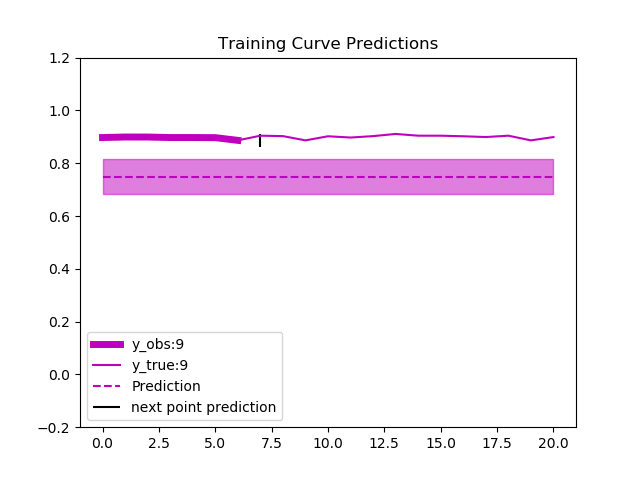 Training Curve Predictions
1.2
1.0
0.8
0.6
0.4
0.2
0.0
−0.2
y_obs:9
y_true:9
Prediction
next point prediction
0.0 2.5 5.0 7.5 10.0 12.5 15.0 17.5 20.0